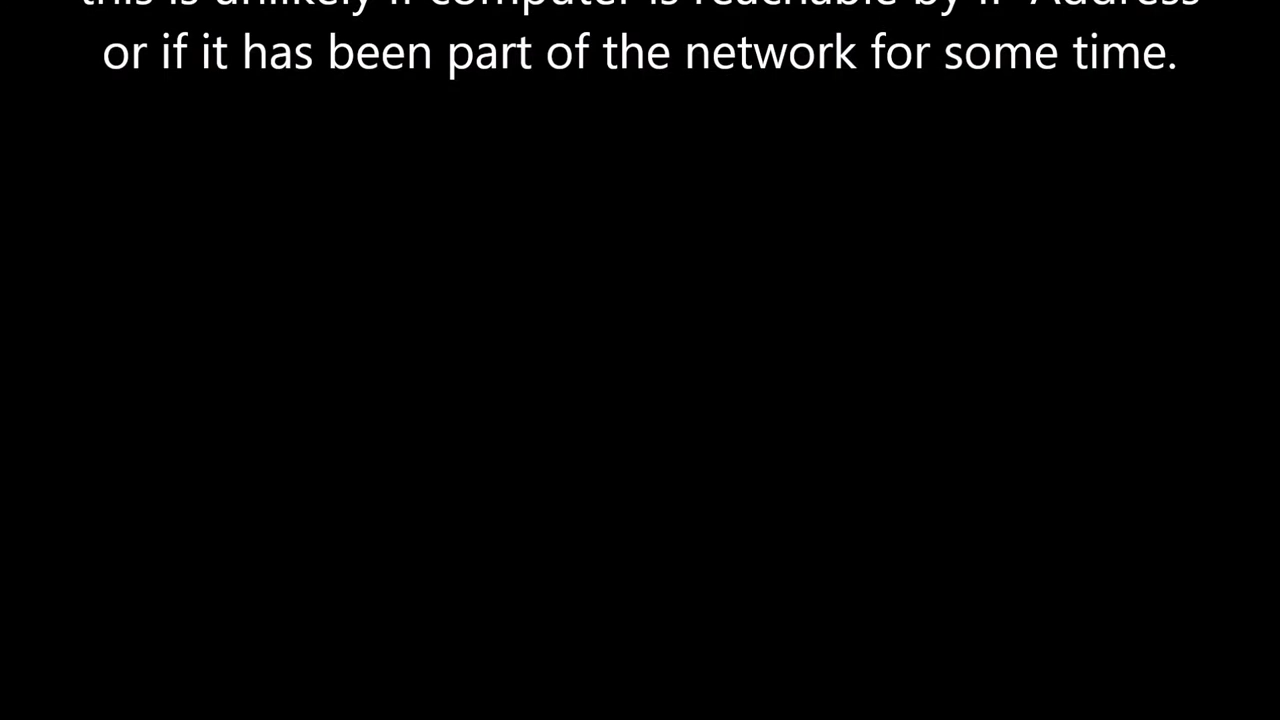 this is unlikely if computer is reachable by IP Address
or if it has been part of the network for some time.